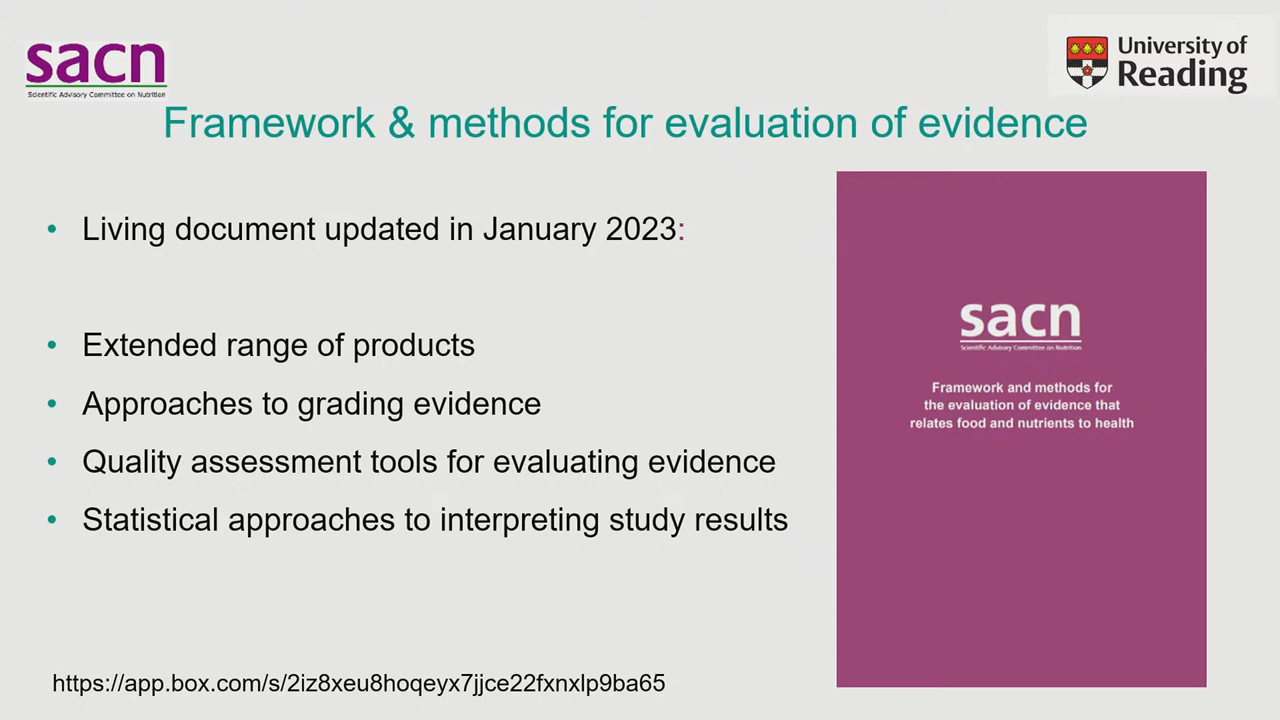 sacn
Scientific Advisory Committee on Nutrition
University of
Reading
Framework & methods for evaluation of evidence
• Living document updated in January 2023:
• Extended range of products
• Approaches to grading evidence
• Quality assessment tools for evaluating evidence
• Statistical approaches to interpreting study results
sacn
Scientific Advisory Committee on Nutrition
Framework and methods for
the evaluation of evidence that
relates food and nutrients to health
https://app.box.com/s/2iz8xeu8hoqeyx7jjce22fxnxlp9ba65